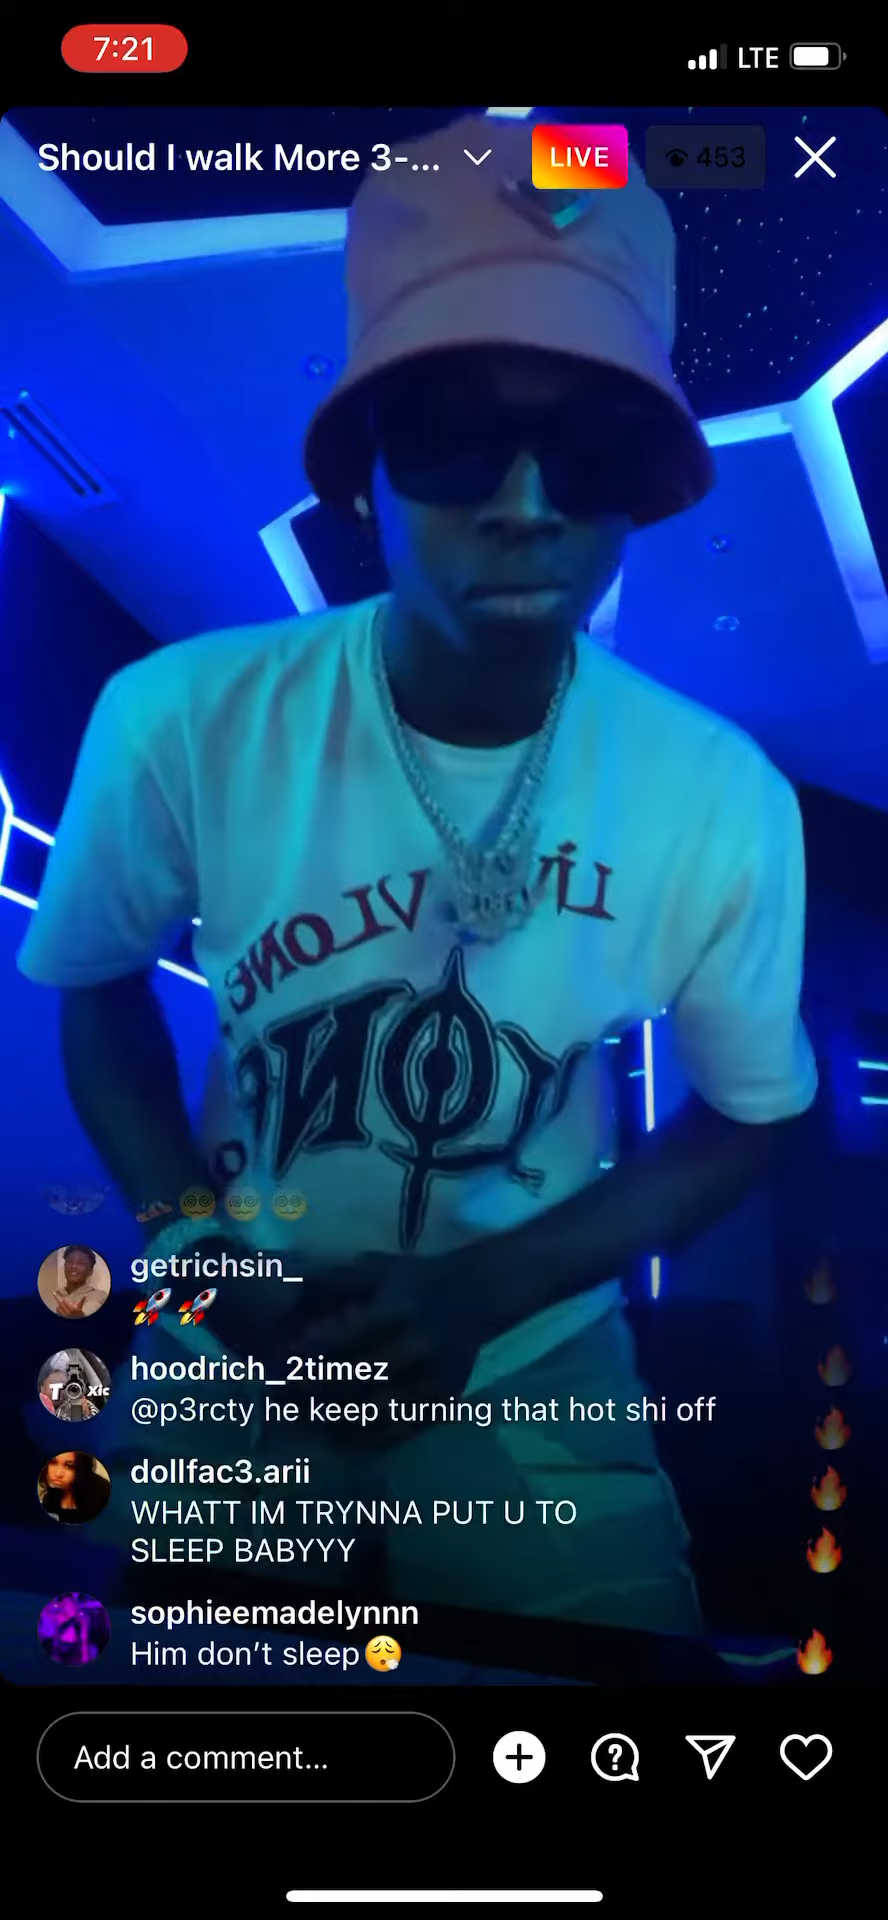 7:21
LTE
Should I walk More 3-...
LIVE
453
VLONE
getrichsin_
🚀🚀
hoodrich_2timez
@p3rcty he keep turning that hot shi off
dollfac3.arii
WHATT IM TRYNNA PUT U TO
SLEEP BABYYY
sophieemadelynnn
Him don't sleep😮‍💨
Add a comment...